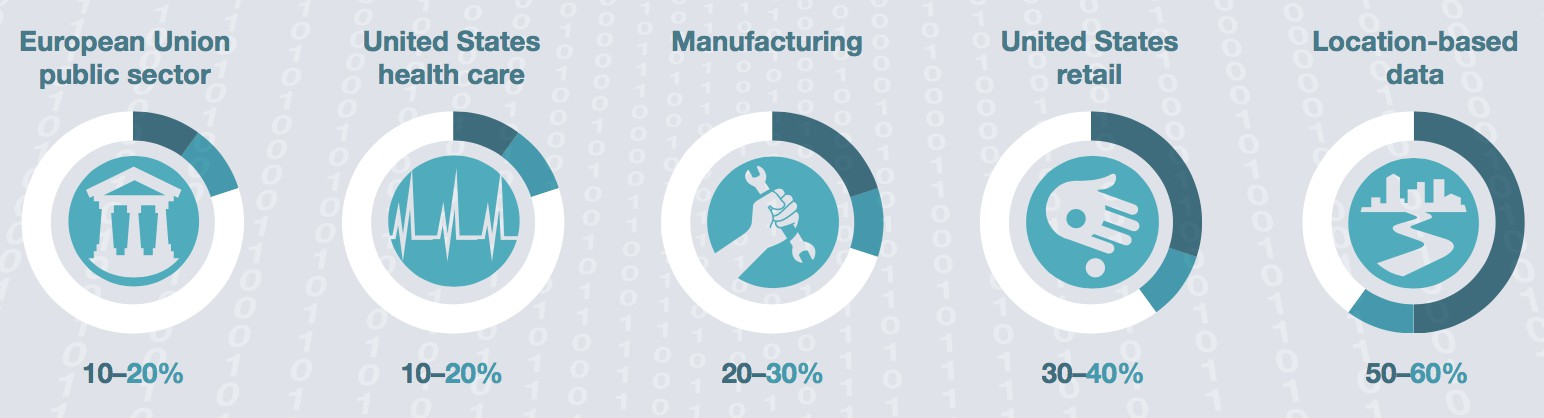 European Union
public sector
10–20%
United States
health care
10–20%
Manufacturing
20–30%
United States
retail
30–40%
Location-based
data
50–60%